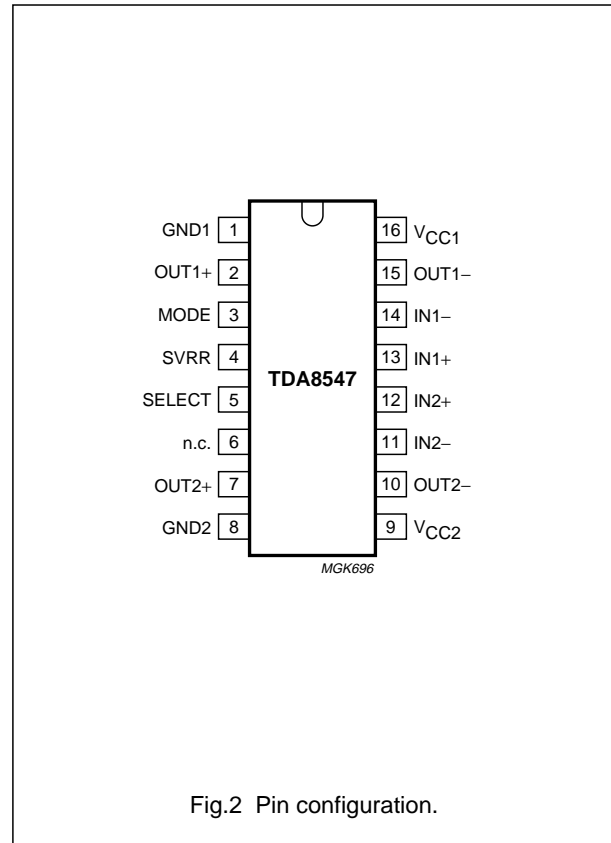 GND1 1 16 VCC1
OUT1+ 2 15 OUT1−
MODE 3 14 IN1−
SVRR 4 13 IN1+
TDA8547
SELECT 5 12 IN2+
n.c. 6 11 IN2−
OUT2+ 7 10 OUT2−
GND2 8 9 VCC2
MGK696
Fig.2 Pin configuration.